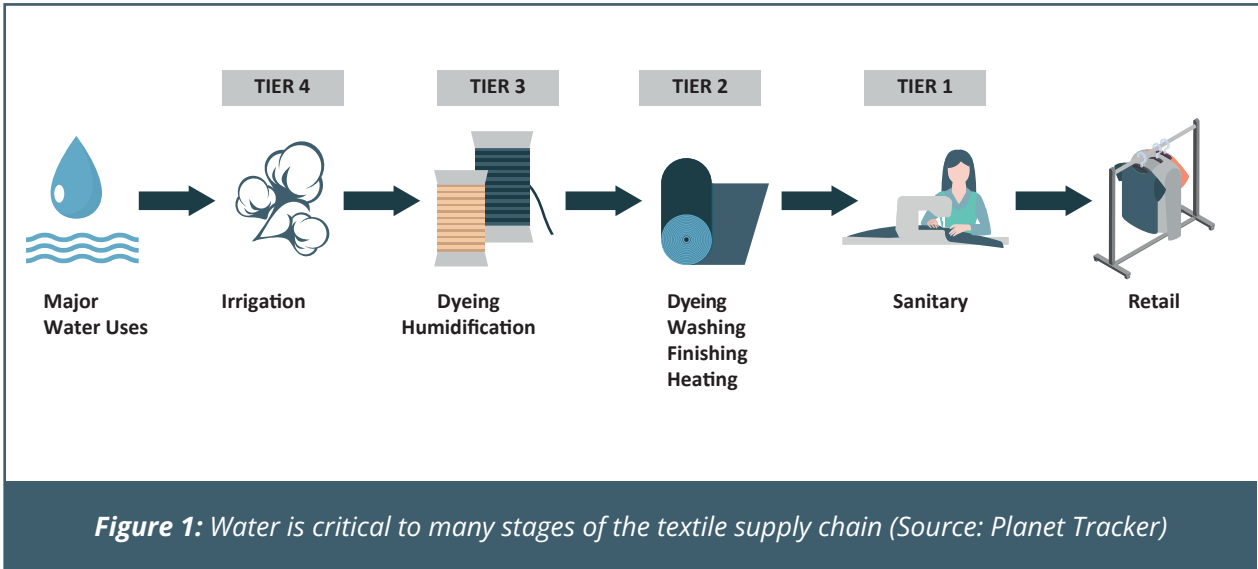 TIER 4
TIER 3
TIER 2
TIER 1
Major
Water Uses
Irrigation
Dyeing
Humidification
Dyeing
Washing
Finishing
Heating
Sanitary
Retail
Figure 1: Water is critical to many stages of the textile supply chain (Source: Planet Tracker)